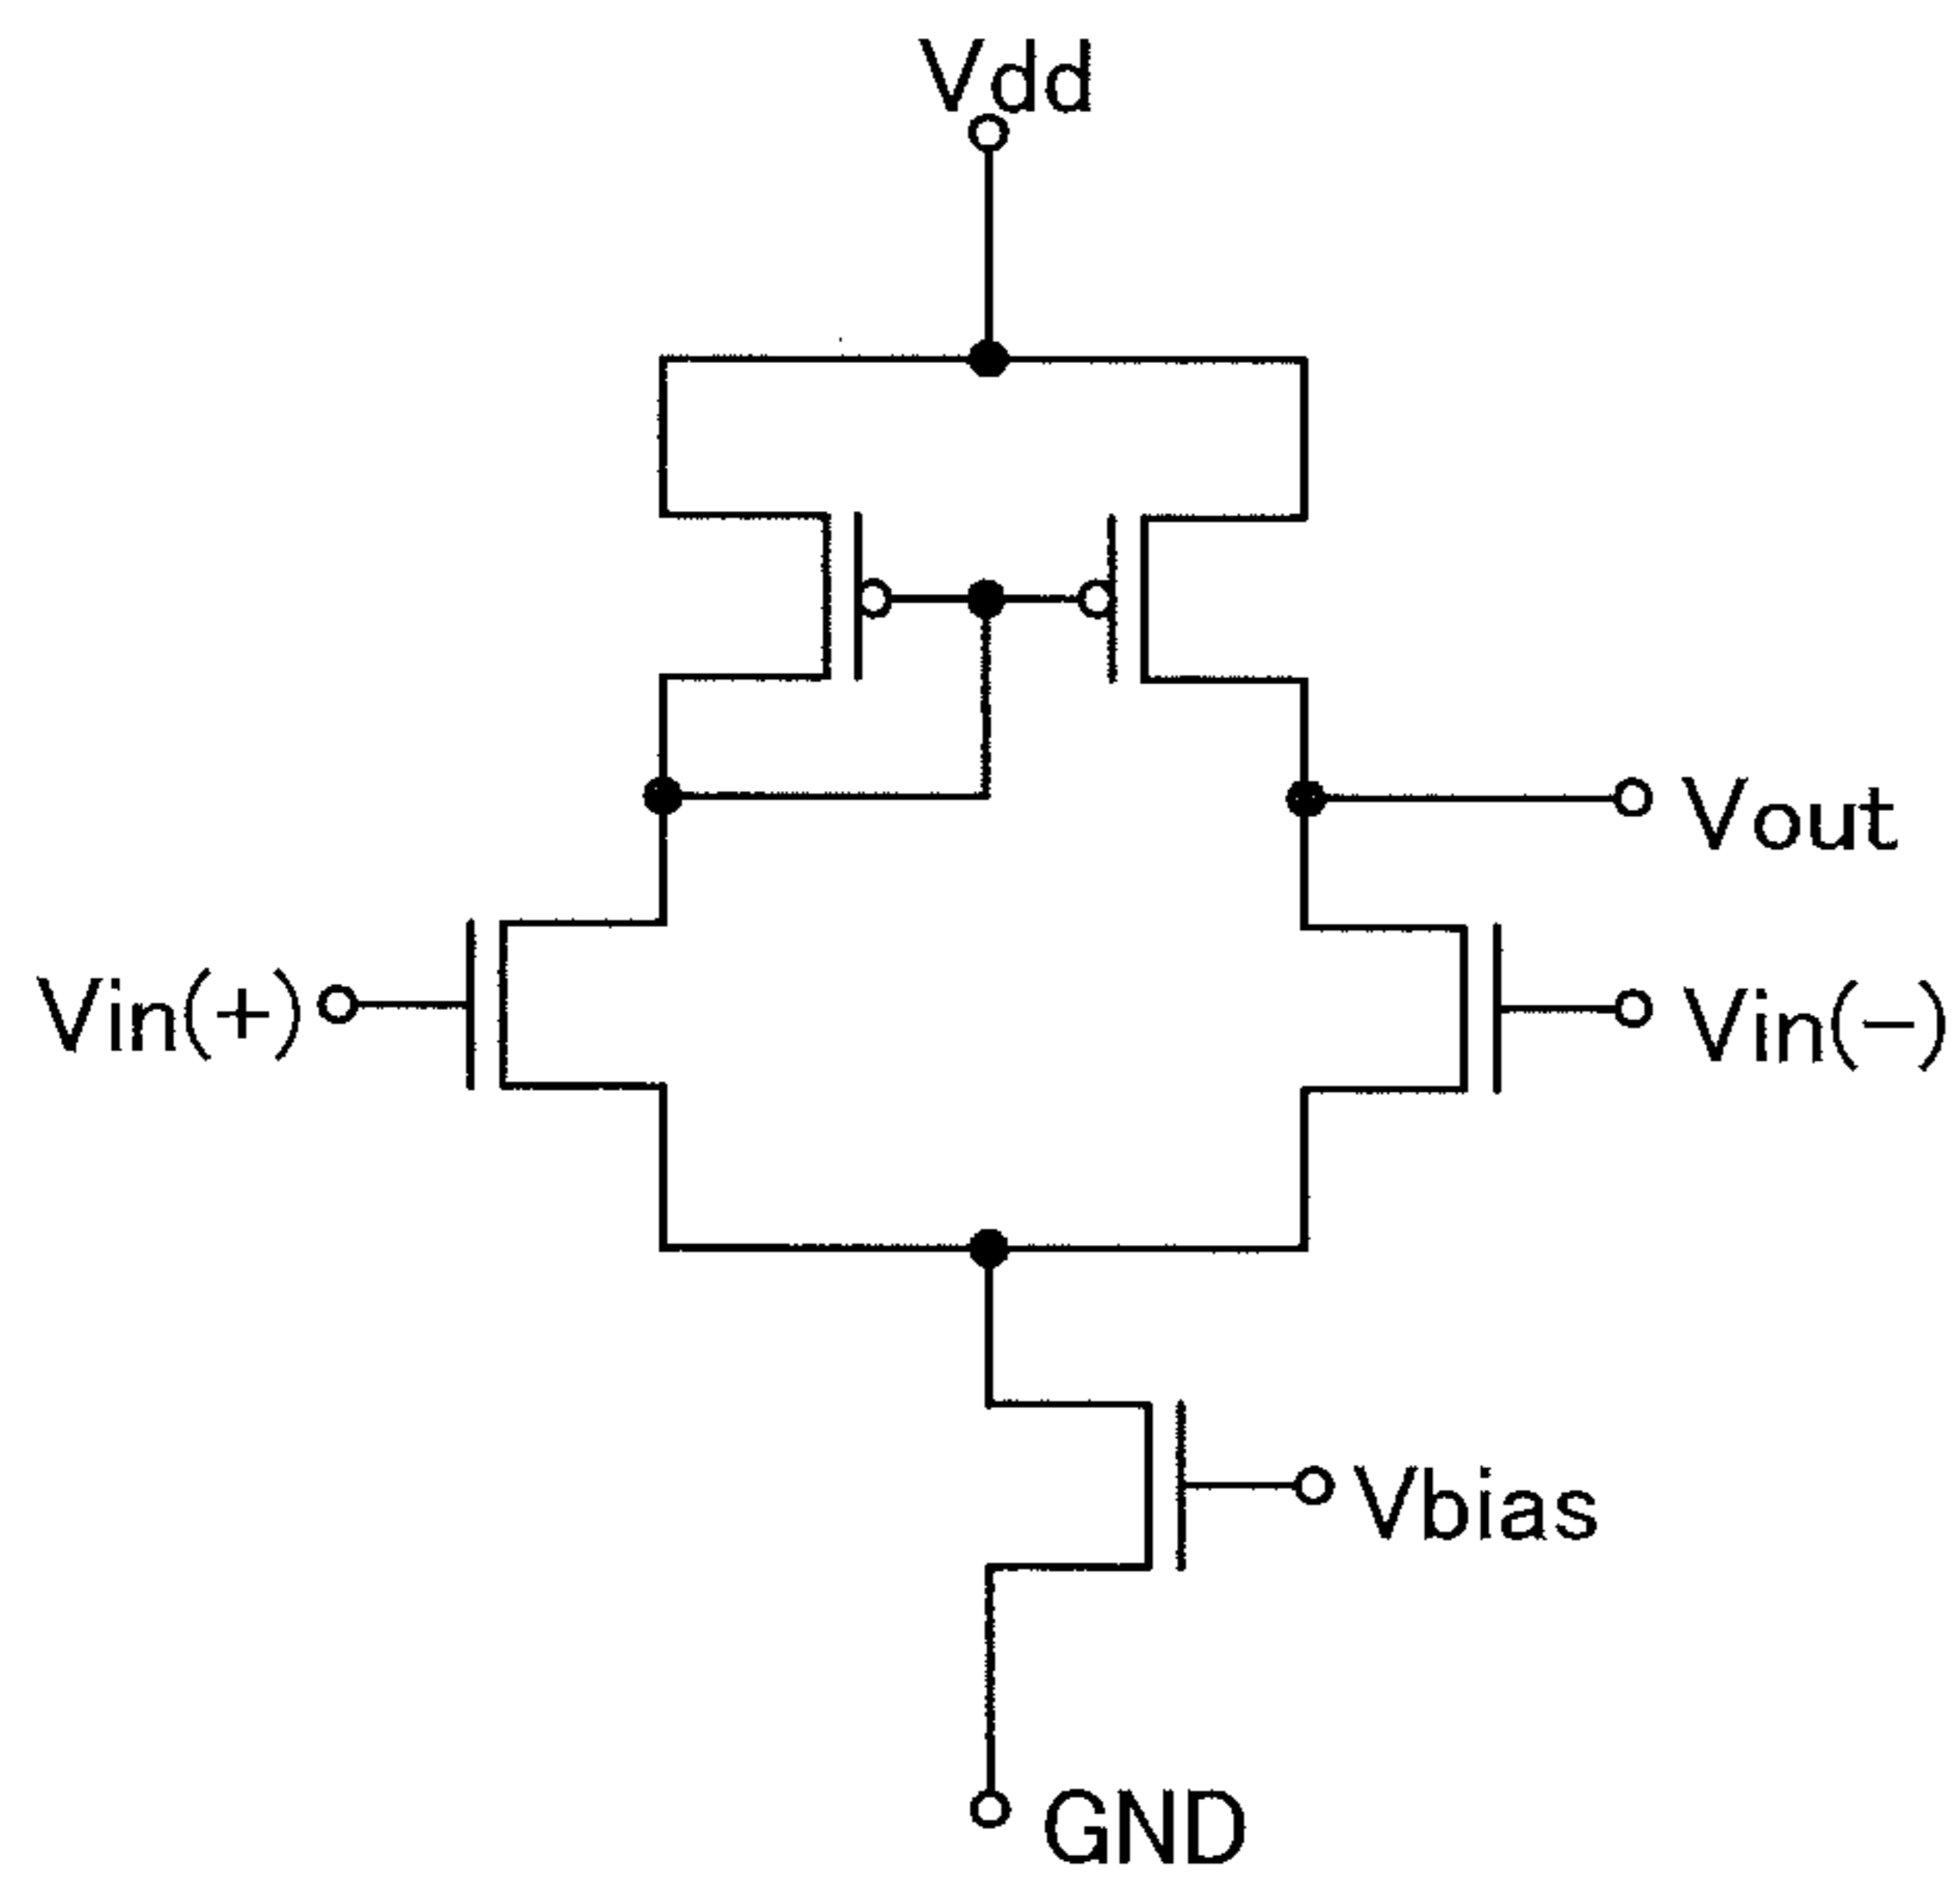 Vdd
Vout
Vin(+)
Vin(−)
Vbias
GND